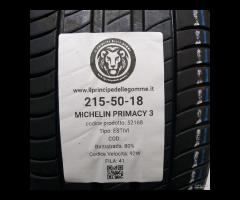 www.ilprincipedellegomme.it
215-50-18
MICHELIN PRIMACY 3
codice prodotto: 52168
Tipo: ESTIVI
COD:
Battistrada: 80%
Codice Velocità: 92W
FILA: 41